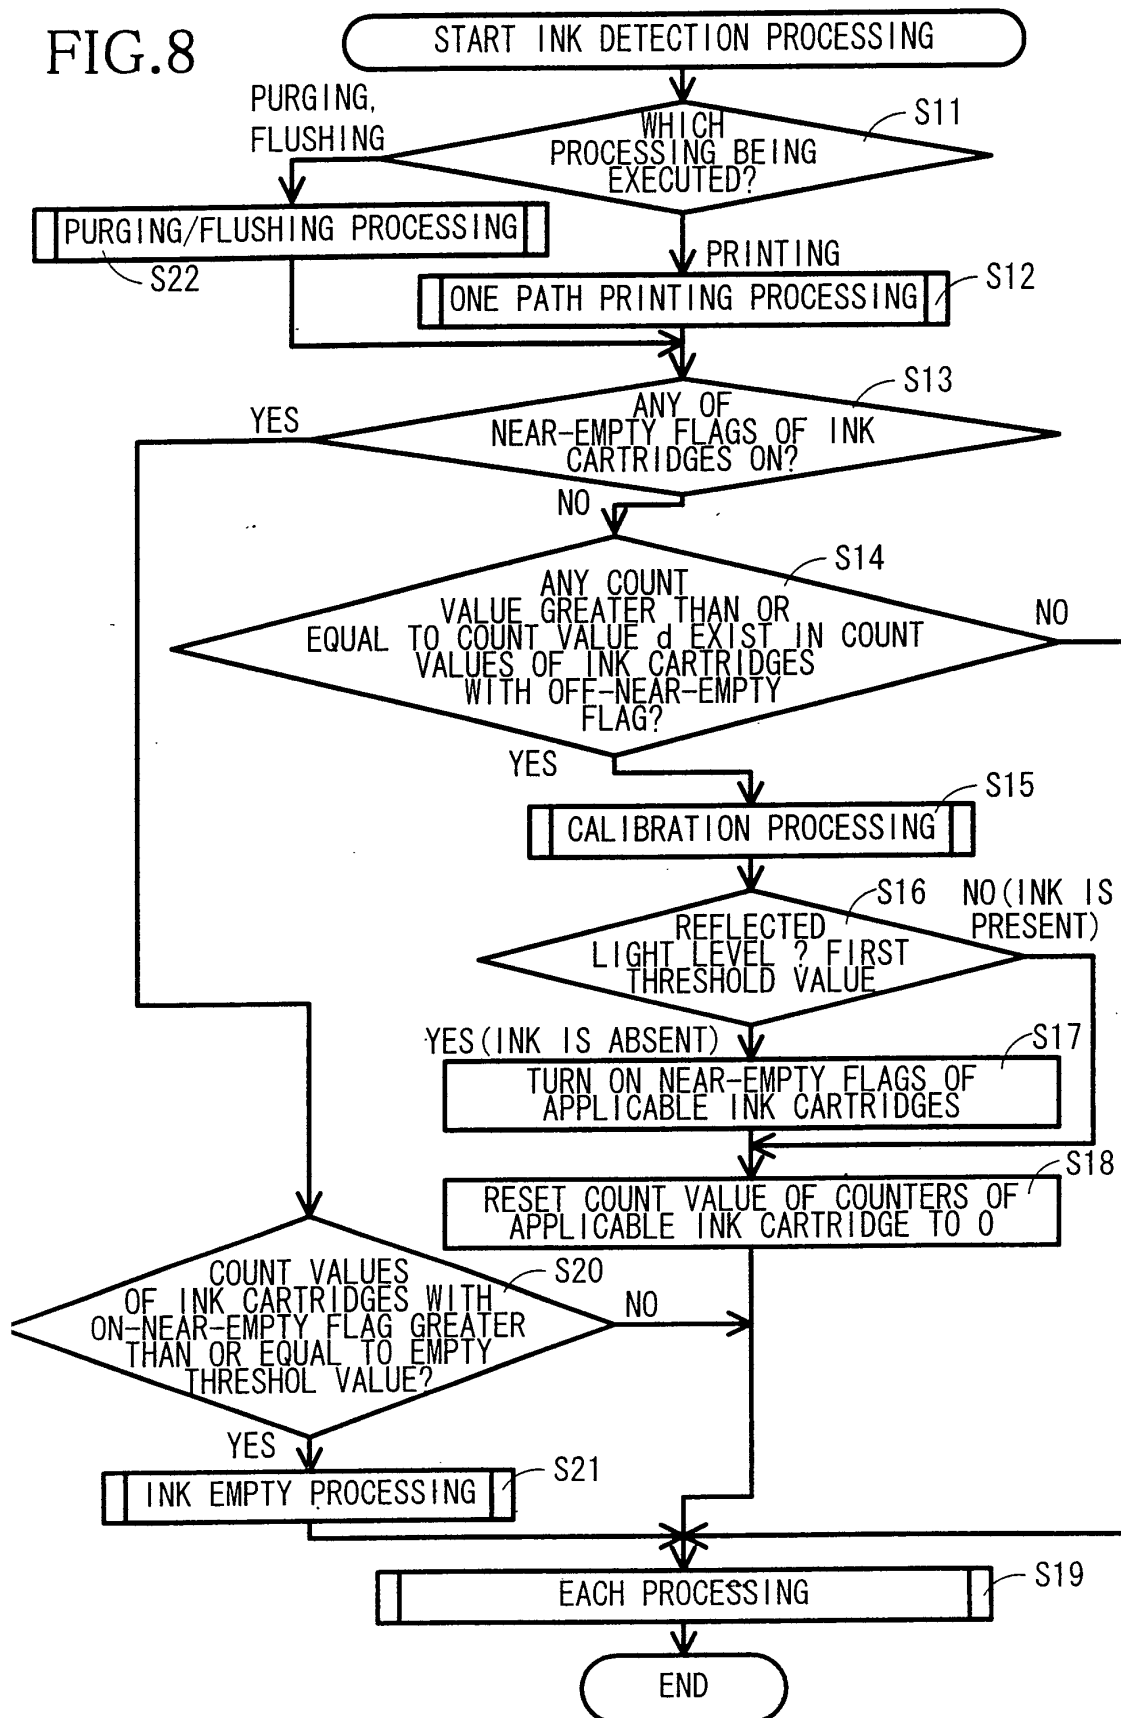 FIG.8
START INK DETECTION PROCESSING
PURGING,
FLUSHING
S11
WHICH
PROCESSING BEING
EXECUTED?
PURGING/FLUSHING PROCESSING
S22
PRINTING
S12
ONE PATH PRINTING PROCESSING
S13
YES
ANY OF
NEAR-EMPTY FLAGS OF INK
CARTRIDGES ON?
NO
S14
ANY COUNT
VALUE GREATER THAN OR
EQUAL TO COUNT VALUE d EXIST IN COUNT
VALUES OF INK CARTRIDGES
WITH OFF-NEAR-EMPTY
FLAG?
NO
YES
S15
CALIBRATION PROCESSING
S16
NO(INK IS
PRESENT)
REFLECTED
LIGHT LEVEL ? FIRST
THRESHOLD VALUE
YES(INK IS ABSENT)
S17
TURN ON NEAR-EMPTY FLAGS OF
APPLICABLE INK CARTRIDGES
S18
RESET COUNT VALUE OF COUNTERS OF
APPLICABLE INK CARTRIDGE TO 0
S20
COUNT VALUES
OF INK CARTRIDGES WITH
ON-NEAR-EMPTY FLAG GREATER
THAN OR EQUAL TO EMPTY
THRESHOL VALUE?
NO
YES
S21
INK EMPTY PROCESSING
S19
EACH PROCESSING
END